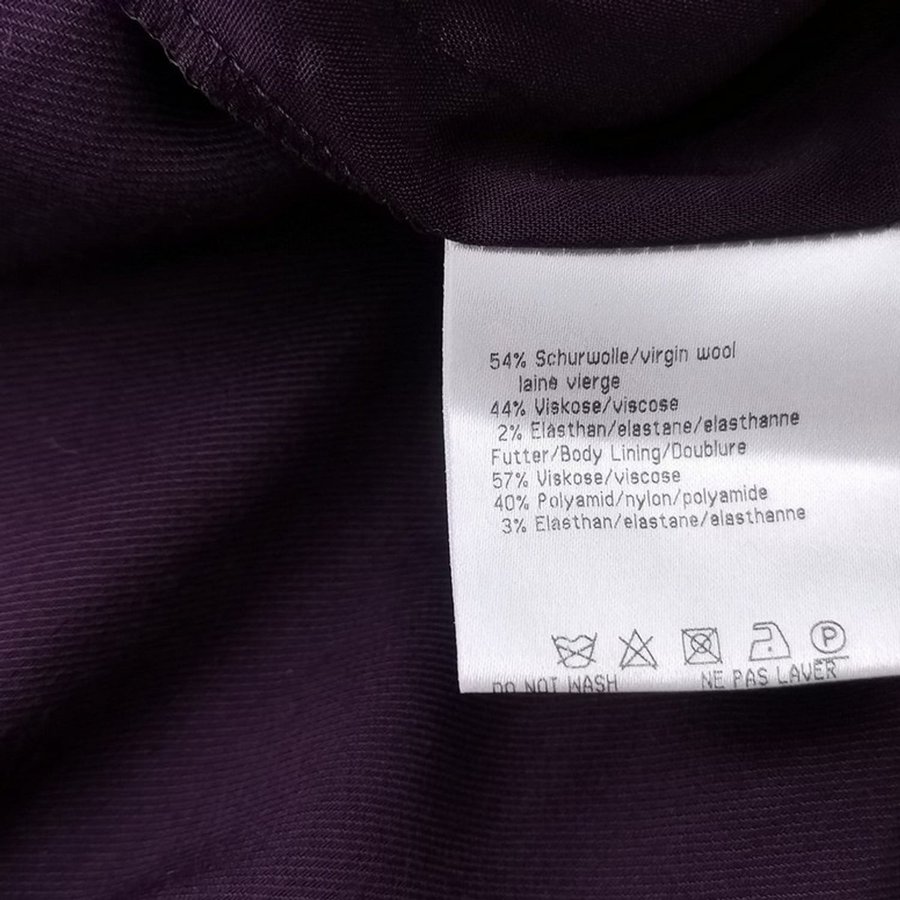 54% Schurwolle/virgin wool
laine vierge
44% Viskose/viscose
2% Elasthan/elastane/elasthanne
Futter/Body Lining/Doublure
57% Viskose/viscose
40% Polyamid/nylon/polyamide
3% Elasthan/elastane/elasthanne
P
DO NOT WASH NE PAS LAVER